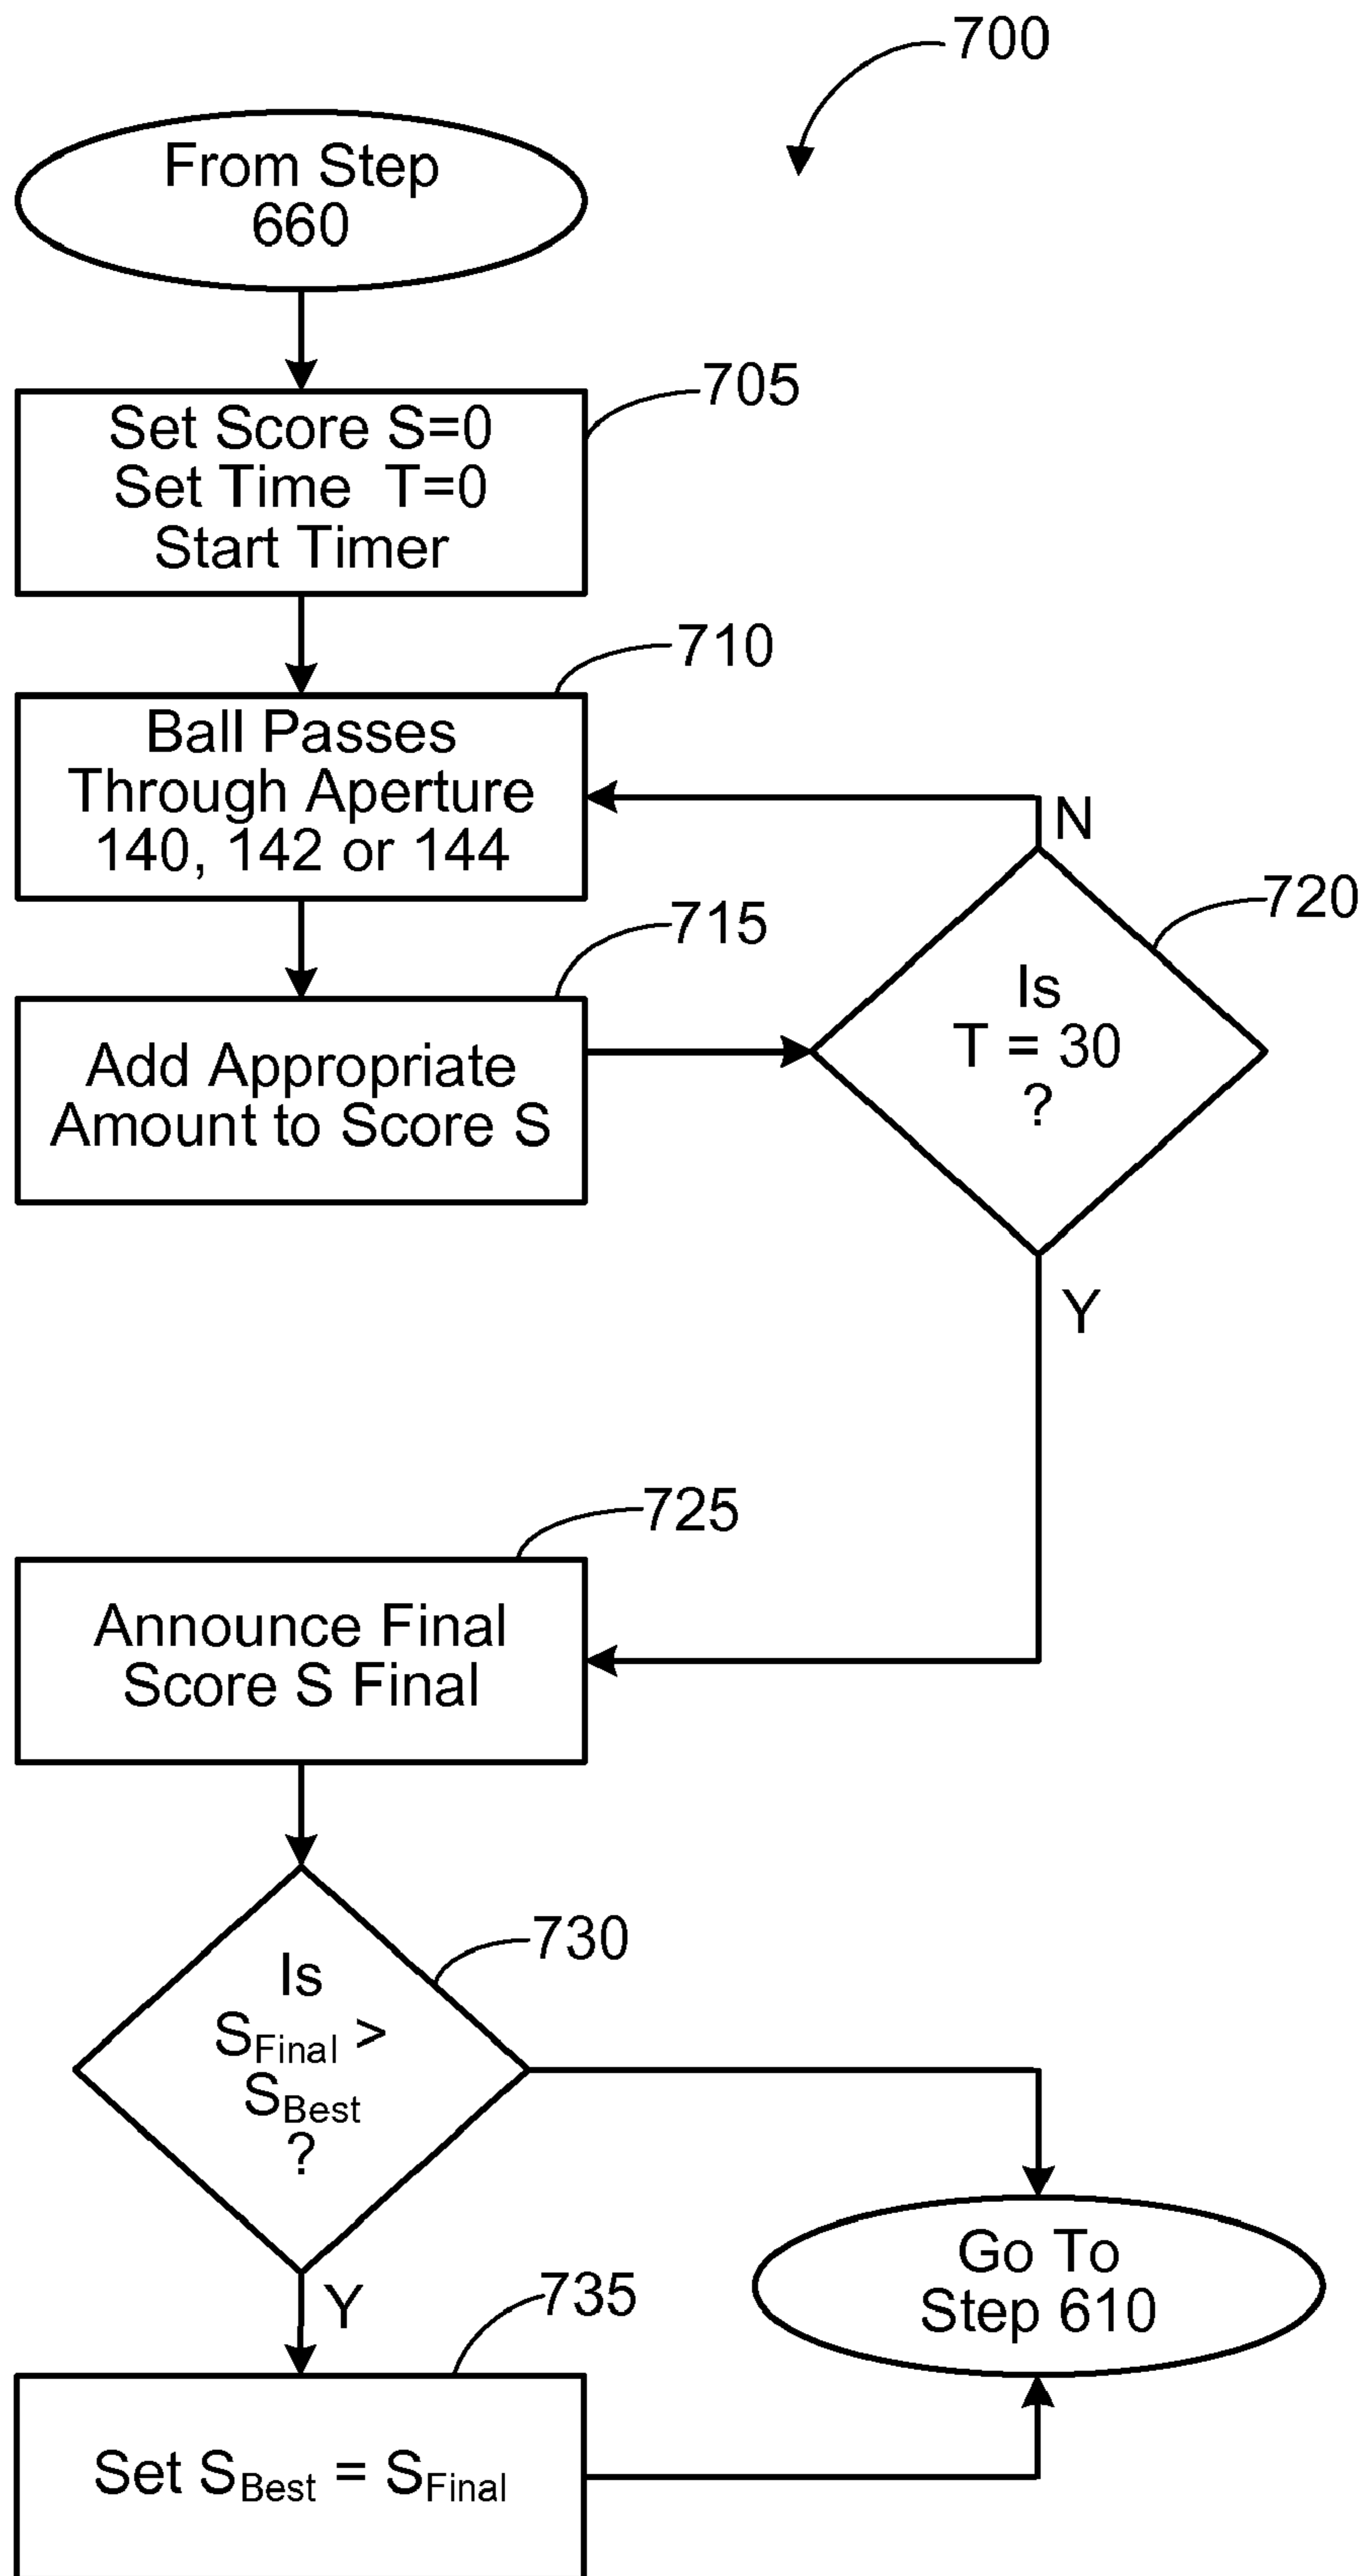 700
From Step
660
705
Set Score S=0
Set Time T=0
Start Timer
710
Ball Passes
Through Aperture
140, 142 or 144
N
720
715
Is
T = 30
?
Add Appropriate
Amount to Score S
Y
725
Announce Final
Score S Final
730
Is
SFinal >
SBest
?
Go To
Step 610
Y
735
Set SBest = SFinal